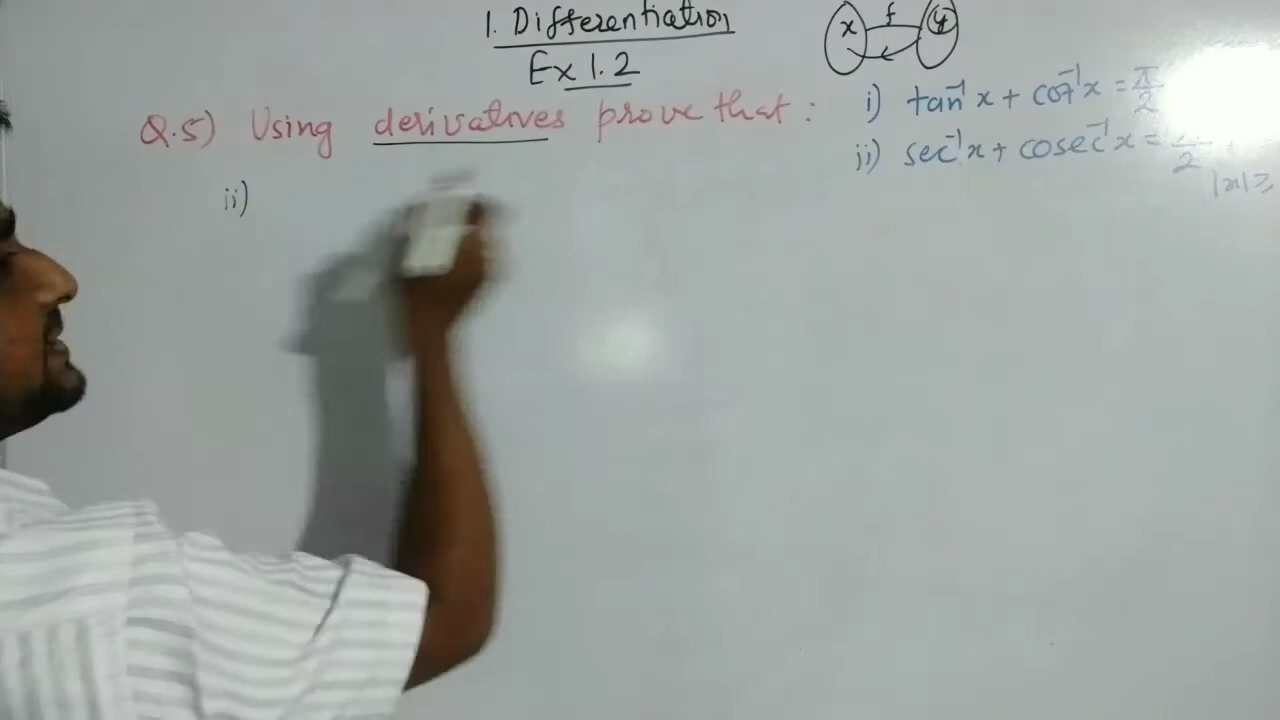 1. Differentiation
Ex 1.2
x f y
Q.5) Using derivatives prove that : i) tan⁻¹x + cot⁻¹x = π/2
ii) sec⁻¹x + cosec⁻¹x = /2
|x| ≥
ii)